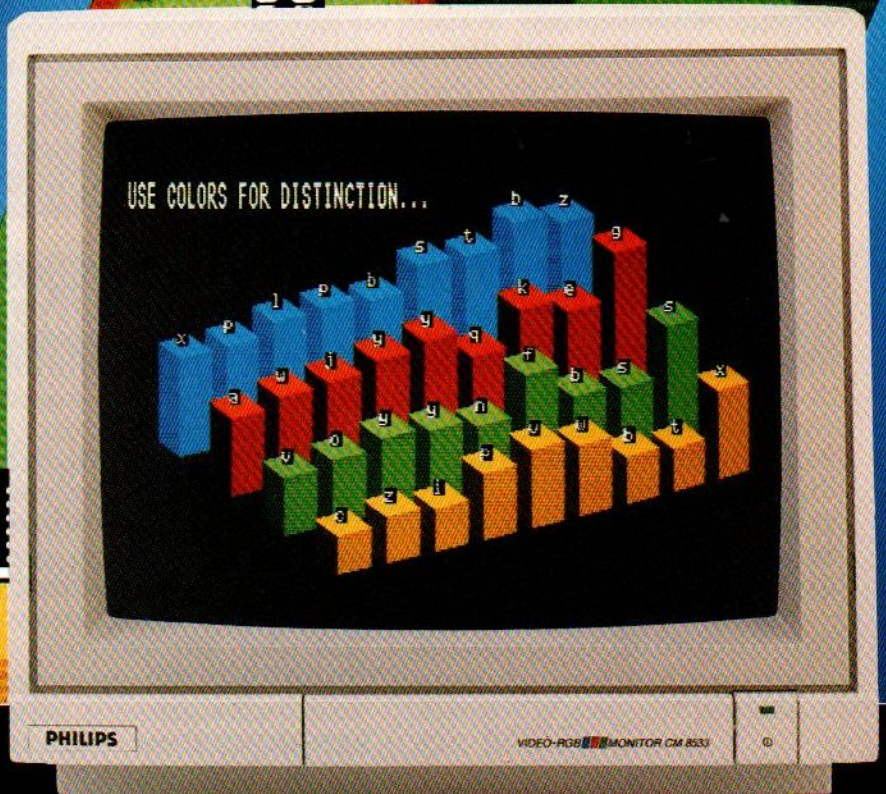 USE COLORS FOR DISTINCTION...
x p l p b s t b z
a w j y y q k e g
v o y y n f b s s
c z i p v w b t x
PHILIPS
VIDEO-RGB MONITOR CM 8533